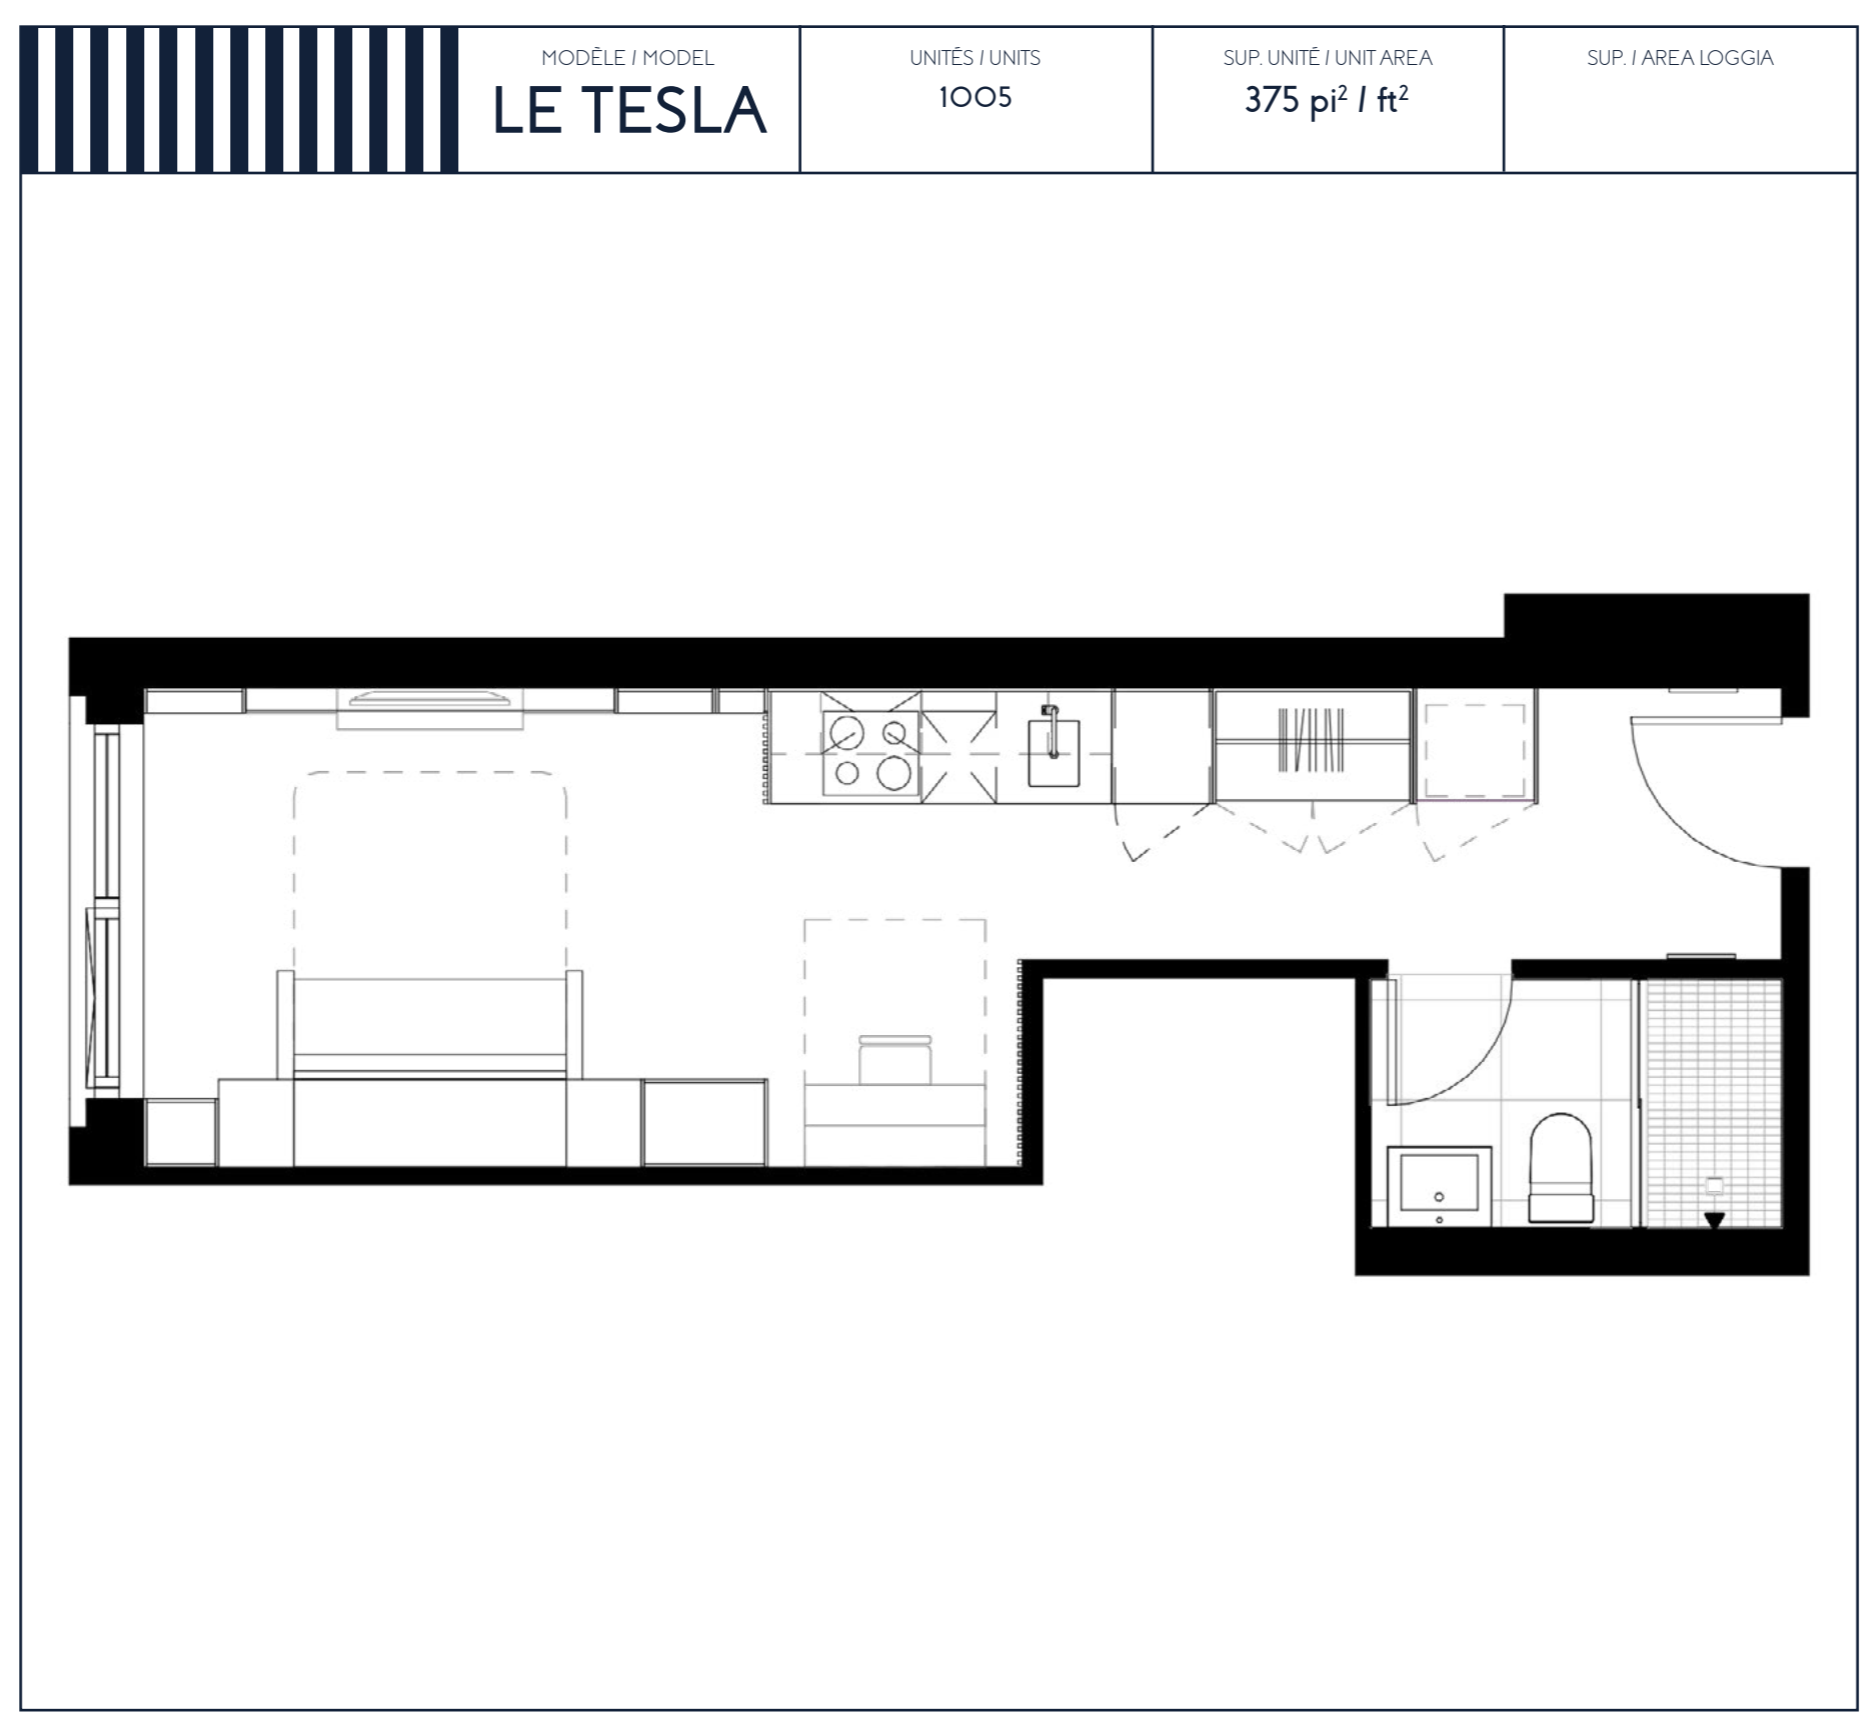 MODÈLE / MODEL
LE TESLA
UNITÉS / UNITS
1005
SUP. UNITÉ / UNIT AREA
375 pi² / ft²
SUP. / AREA LOGGIA